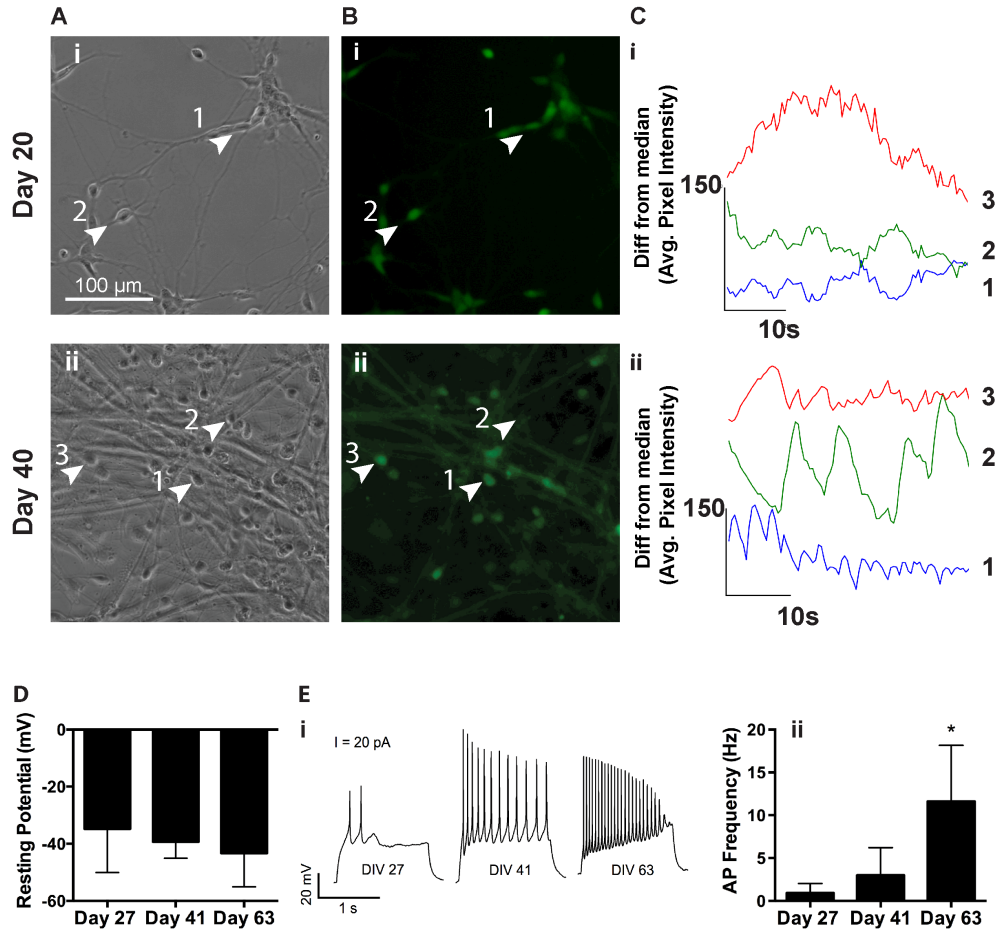 A
B
C
Day 20
i
1
2
100 µm
i
1
2
i
Diff from median
(Avg. Pixel Intensity)
150
3
2
1
10s
Day 40
ii
2
3
1
ii
2
3
1
ii
Diff from median
(Avg. Pixel Intensity)
150
3
2
1
10s
D
Resting Potential (mV)
0
-20
-40
-60
Day 27 Day 41 Day 63
E
i
I = 20 pA
DIV 27
DIV 41
DIV 63
20 mV
1 s
ii
AP Frequency (Hz)
20
15
10
5
0
*
Day 27 Day 41 Day 63